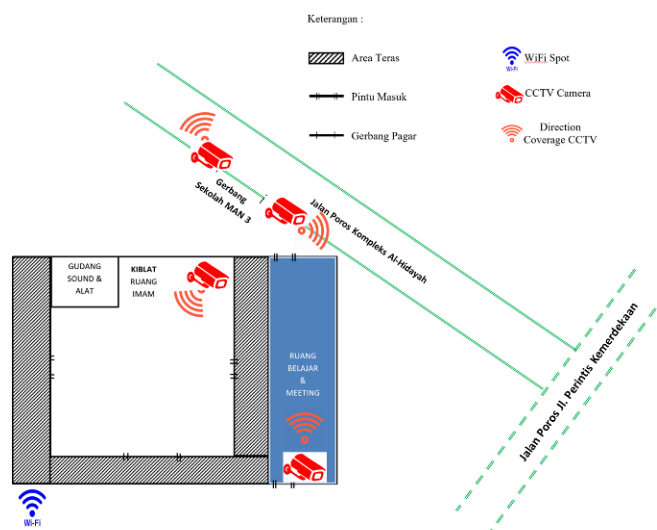 Keterangan :
Area Teras
WiFi Spot
Wi-Fi
Pintu Masuk
CCTV Camera
Gerbang Pagar
Direction
Coverage CCTV
Gerbang
Sekolah MAN 3
Jalan Poros Kompleks Al-Hidayah
GUDANG
SOUND &
ALAT
KIBLAT
RUANG
IMAM
RUANG
BELAJAR
&
MEETING
Jalan Poros Jl. Perintis Kemerdekaan
Wi-Fi